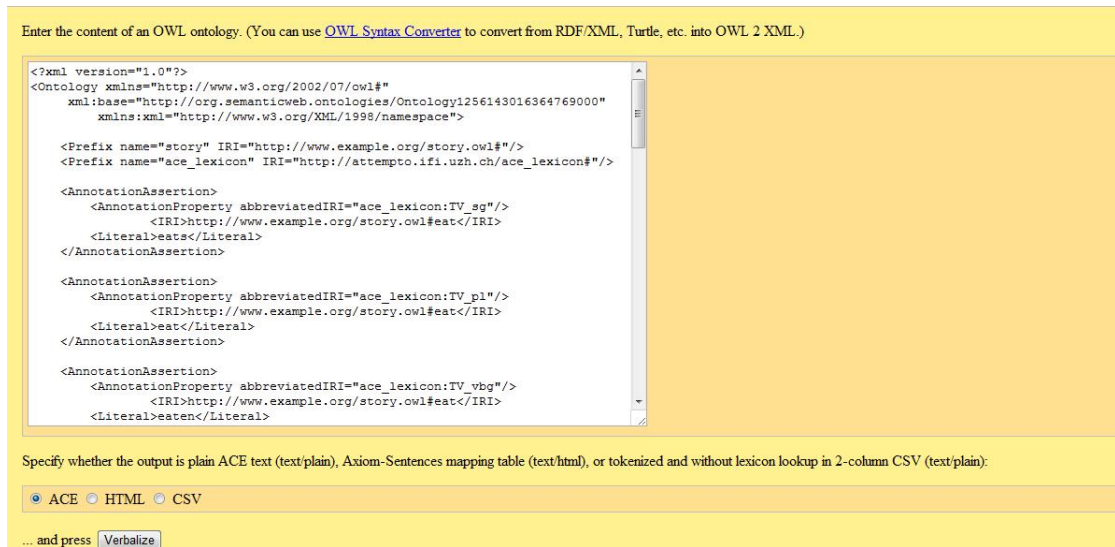 Enter the content of an OWL ontology. (You can use OWL Syntax Converter to convert from RDF/XML, Turtle, etc. into OWL 2 XML.)
<?xml version="1.0"?>
<Ontology xmlns="http://www.w3.org/2002/07/owl#"
xml:base="http://org.semanticweb.ontologies/Ontology1256143016364769000"
xmlns:xml="http://www.w3.org/XML/1998/namespace">
<Prefix name="story" IRI="http://www.example.org/story.owl#"/>
<Prefix name="ace_lexicon" IRI="http://attempto.ifi.uzh.ch/ace_lexicon#"/>
<AnnotationAssertion>
<AnnotationProperty abbreviatedIRI="ace_lexicon:TV_sg"/>
<IRI>http://www.example.org/story.owl#eat</IRI>
<Literal>eats</Literal>
</AnnotationAssertion>
<AnnotationAssertion>
<AnnotationProperty abbreviatedIRI="ace_lexicon:TV_pl"/>
<IRI>http://www.example.org/story.owl#eat</IRI>
<Literal>eat</Literal>
</AnnotationAssertion>
<AnnotationAssertion>
<AnnotationProperty abbreviatedIRI="ace_lexicon:TV_vbg"/>
<IRI>http://www.example.org/story.owl#eat</IRI>
<Literal>eaten</Literal>
Specify whether the output is plain ACE text (text/plain), Axiom-Sentences mapping table (text/html), or tokenized and without lexicon lookup in 2-column CSV (text/plain):
ACE HTML CSV
... and press Verbalize